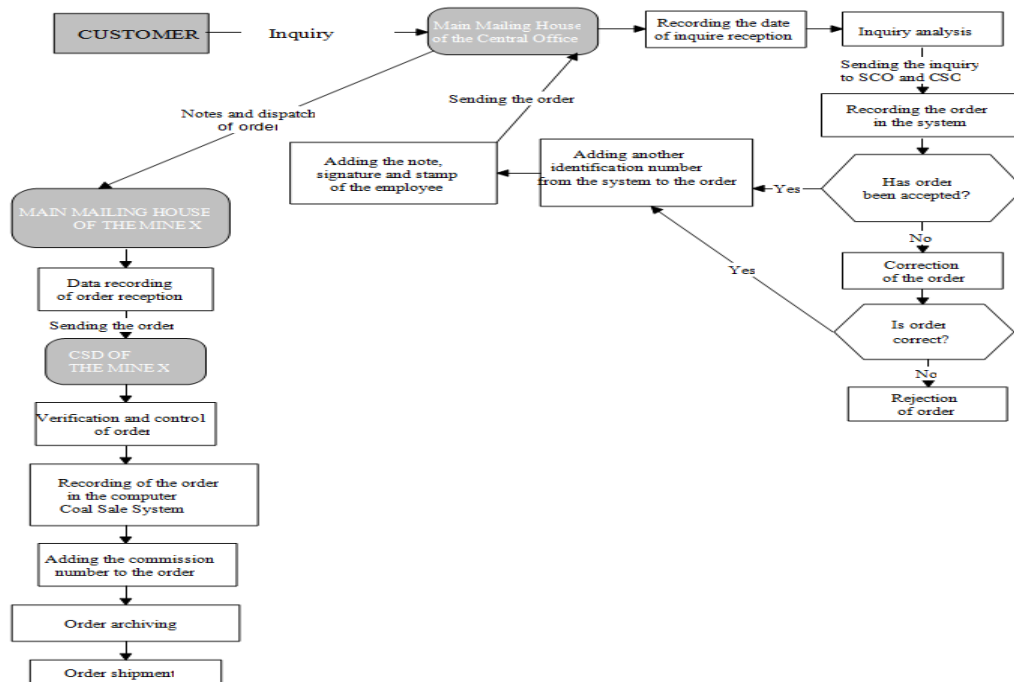 CUSTOMER
Inquiry
Main Mailing House
of the Central Office
Recording the date
of inquire reception
Inquiry analysis
Sending the inquiry
to SCO and CSC
Recording the order
in the system
Has order
been accepted?
Yes
Adding another
identification number
from the system to the order
Adding the note,
signature and stamp
of the employee
Sending the order
No
Correction
of the order
Is order
correct?
Yes
No
Rejection
of order
Notes and dispatch
of order
MAIN MAILING HOUSE
OF THE MINE X
Data recording
of order reception
Sending the order
CSD OF
THE MINE X
Verification and control
of order
Recording of the order
in the computer
Coal Sale System
Adding the commission
number to the order
Order archiving
Order shipment